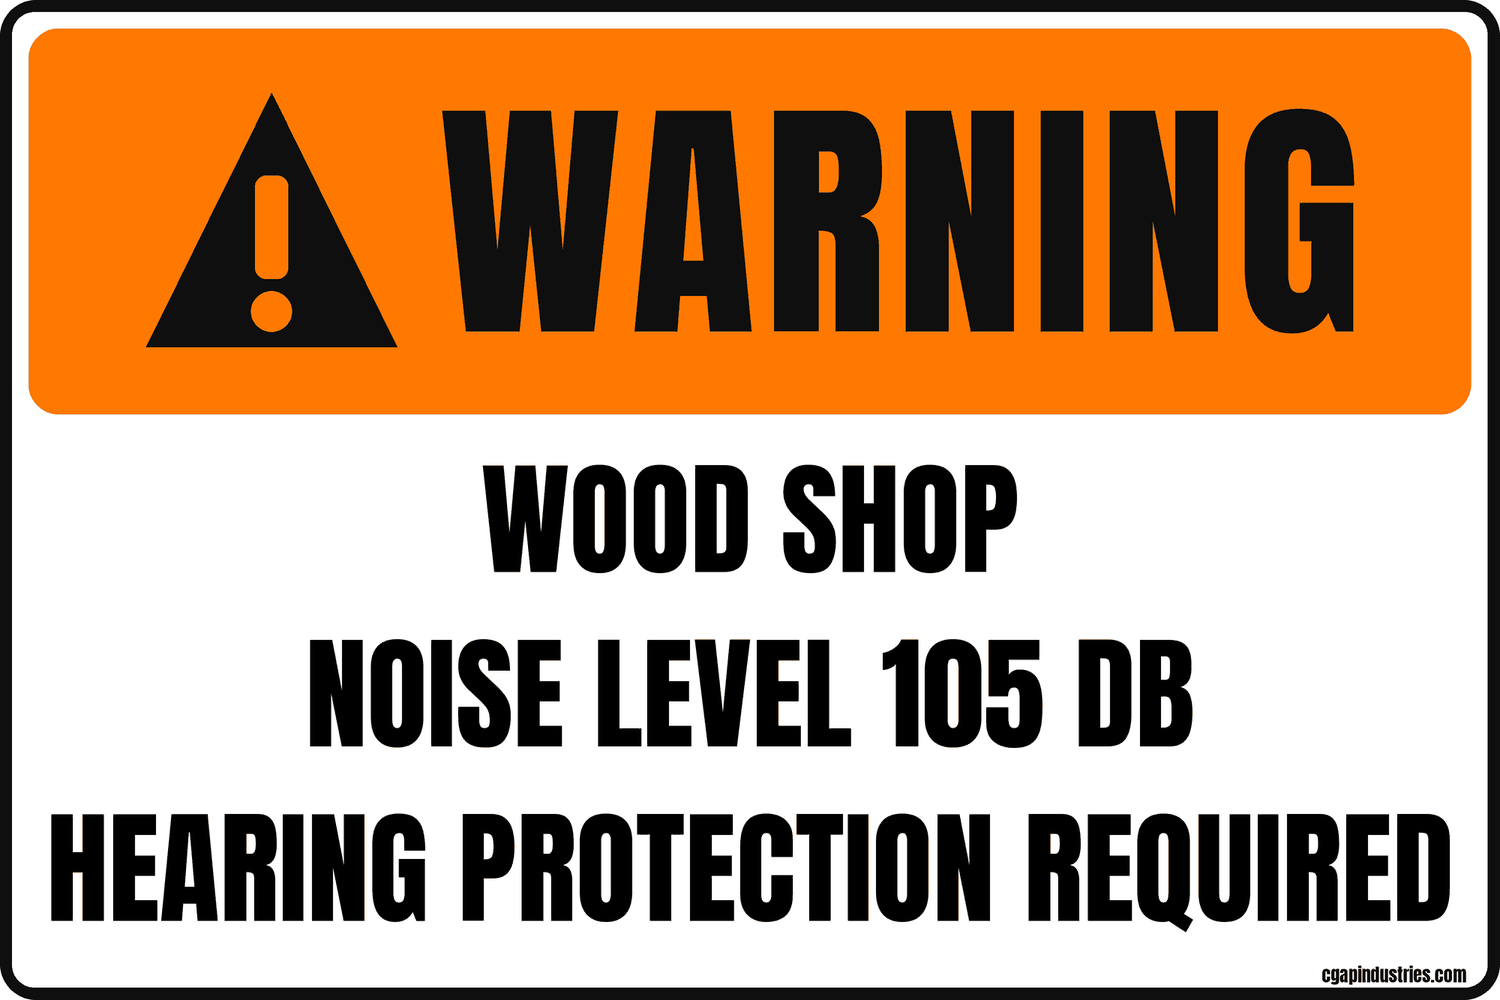 WARNING
WOOD SHOP
NOISE LEVEL 105 DB
HEARING PROTECTION REQUIRED
cgapindustries.com